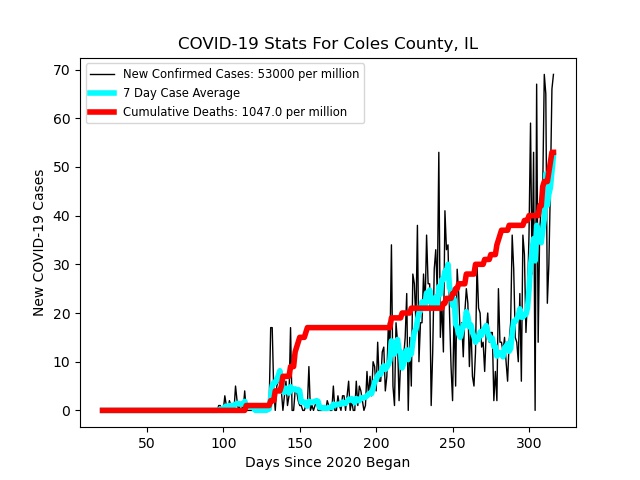 COVID-19 Stats For Coles County, IL
New Confirmed Cases: 53000 per million
7 Day Case Average
Cumulative Deaths: 1047.0 per million
New COVID-19 Cases
70
60
50
40
30
20
10
0
50 100 150 200 250 300
Days Since 2020 Began